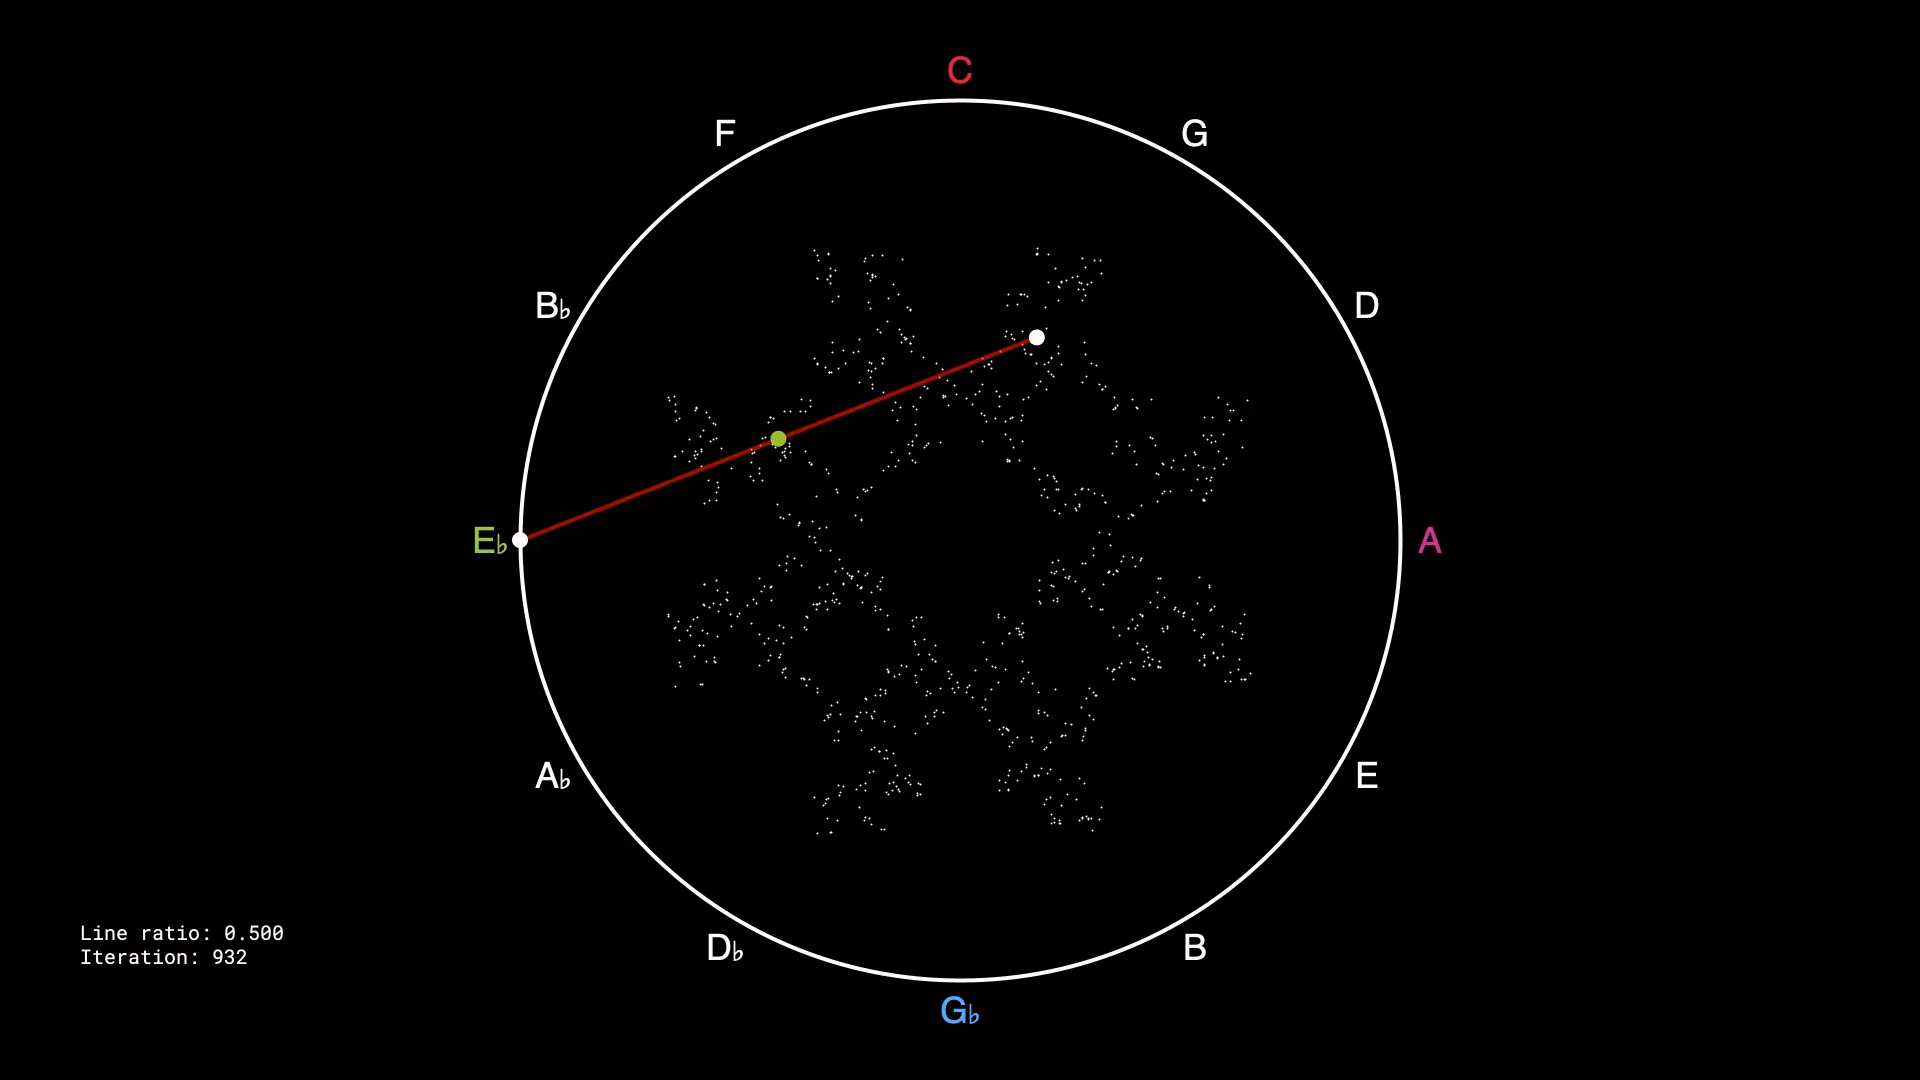 C
F
G
B♭
D
E♭
A
A♭
E
Line ratio: 0.500
Iteration: 932
D♭
B
G♭